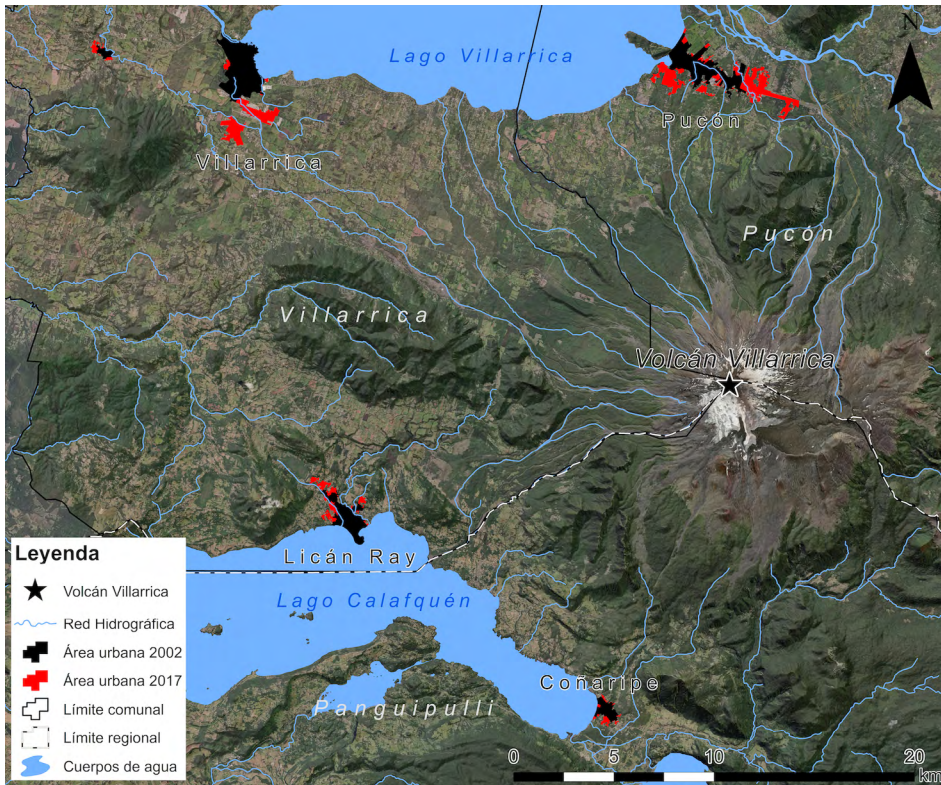 N
Lago Villarrica
Pucón
Villarrica
Pucón
Villarrica
Volcán Villarrica
Licán Ray
Lago Calafquén
Coñaripe
Panguipulli
Leyenda
Volcán Villarrica
Red Hidrográfica
Área urbana 2002
Área urbana 2017
Límite comunal
Límite regional
Cuerpos de agua
0 5 10 20
km